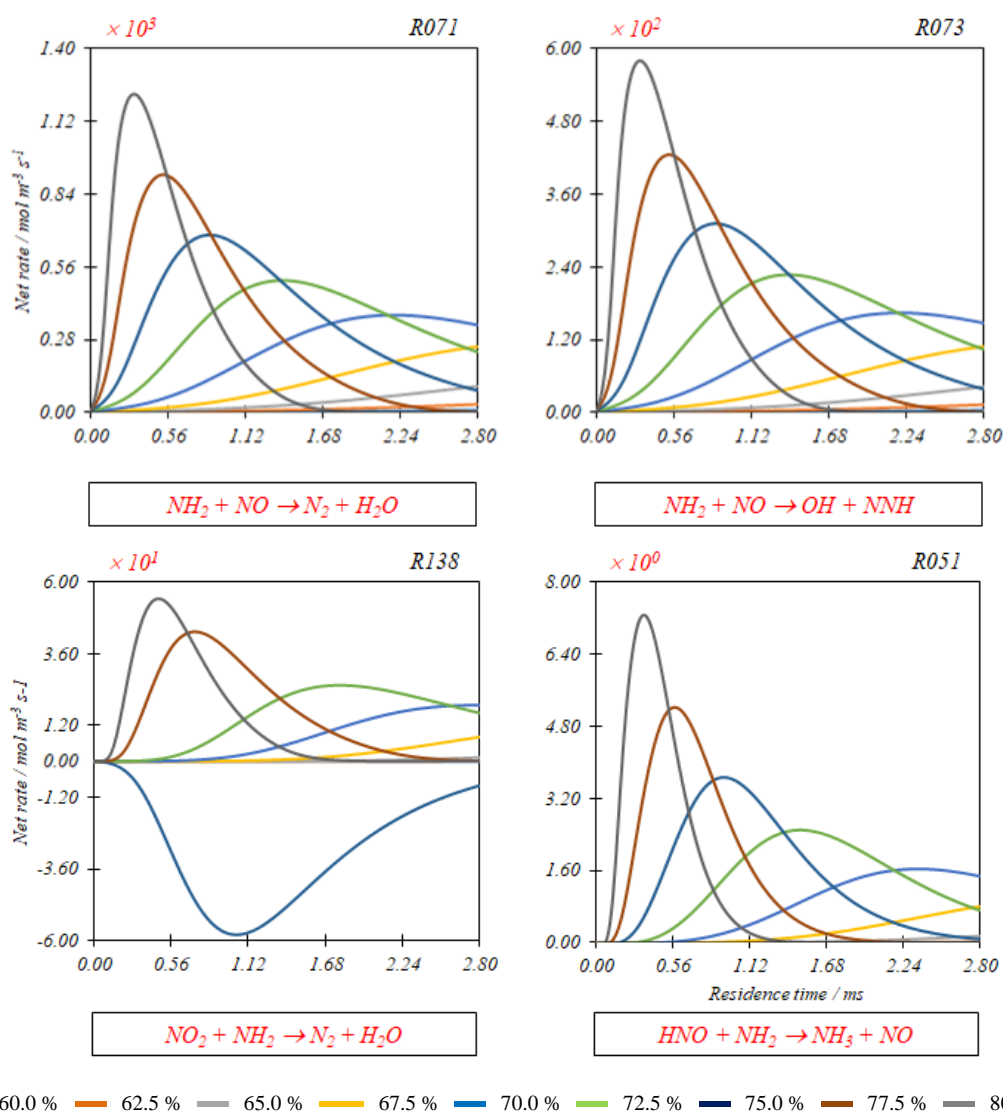 × 10³ R071 × 10² R073
1.40 6.00
1.12 4.80
0.84 3.60
0.56 2.40
0.28 1.20
0.00 0.00
Net rate / mol m⁻³ s⁻¹
0.00 0.56 1.12 1.68 2.24 2.80 0.00 0.56 1.12 1.68 2.24 2.80
NH₂ + NO → N₂ + H₂O NH₂ + NO → OH + NNH
× 10¹ R138 × 10⁰ R051
6.00 8.00
3.60 6.40
1.20 4.80
0.00 3.20
-1.20 1.60
-3.60 0.00
-6.00
Net rate / mol m⁻³ s-1
0.00 0.56 1.12 1.68 2.24 2.80 0.00 0.56 1.12 1.68 2.24 2.80
Residence time / ms
NO₂ + NH₂ → N₂ + H₂O HNO + NH₂ → NH₃ + NO
60.0 % 62.5 % 65.0 % 67.5 % 70.0 % 72.5 % 75.0 % 77.5 %